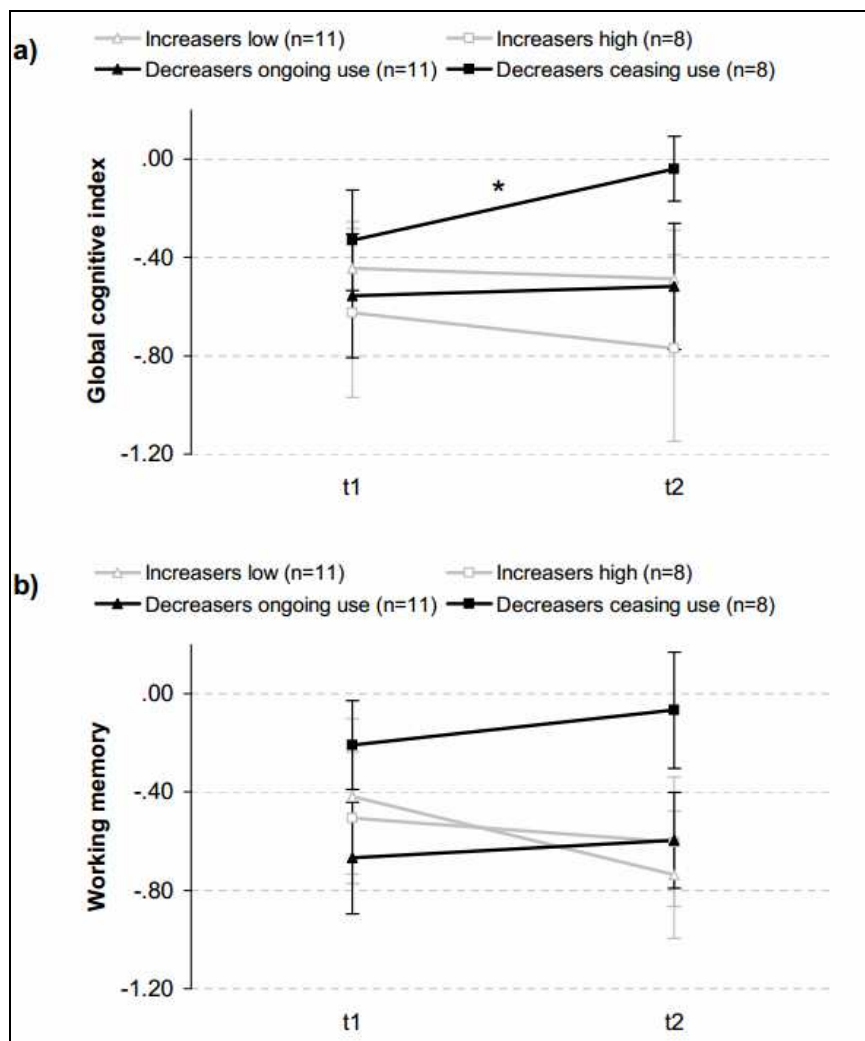 a)
Increasers low (n=11) Increasers high (n=8)
Decreasers ongoing use (n=11) Decreasers ceasing use (n=8)
Global cognitive index
.00
*
-.40
-.80
-1.20
t1 t2
b)
Increasers low (n=11) Increasers high (n=8)
Decreasers ongoing use (n=11) Decreasers ceasing use (n=8)
Working memory
.00
-.40
-.80
-1.20
t1 t2